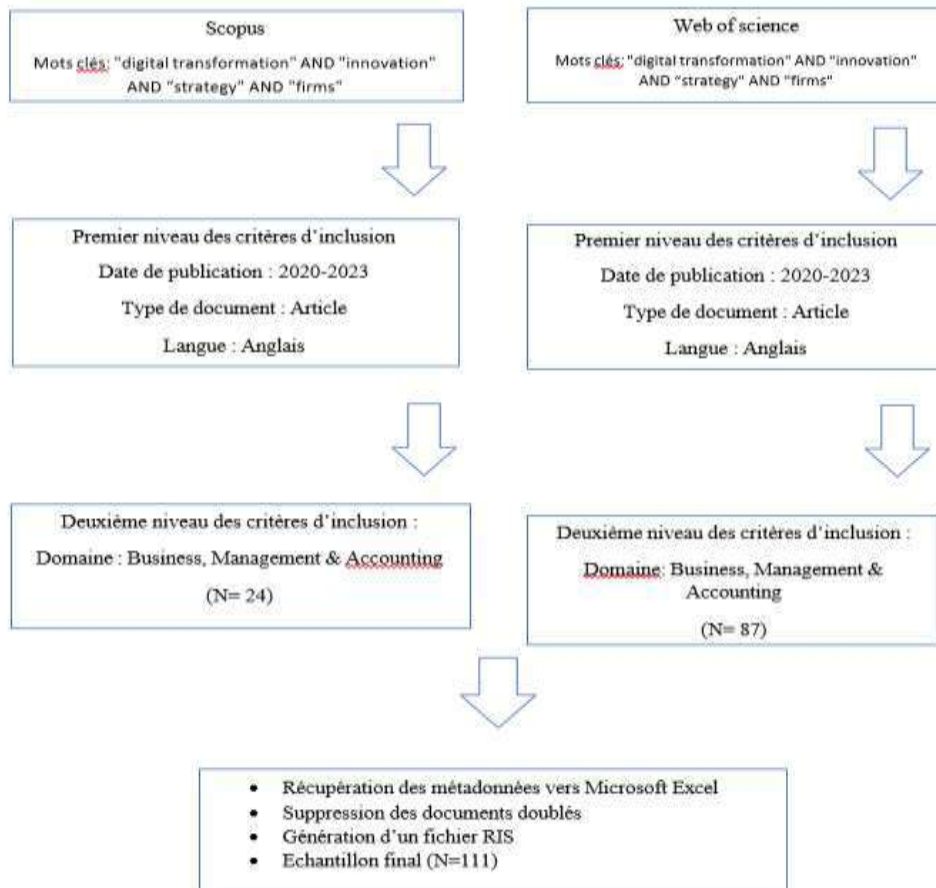 Scopus
Mots clés: "digital transformation" AND "innovation"
AND "strategy" AND "firms"
Web of science
Mots clés: "digital transformation" AND "innovation"
AND "strategy" AND "firms"
Premier niveau des critères d'inclusion
Date de publication : 2020-2023
Type de document : Article
Langue : Anglais
Premier niveau des critères d'inclusion
Date de publication : 2020-2023
Type de document : Article
Langue : Anglais
Deuxième niveau des critères d'inclusion :
Domaine : Business, Management & Accounting
(N= 24)
Deuxième niveau des critères d'inclusion :
Domaine: Business, Management &
Accounting
(N= 87)
• Récupération des métadonnées vers Microsoft Excel
• Suppression des documents doublés
• Génération d'un fichier RIS
• Echantillon final (N=111)